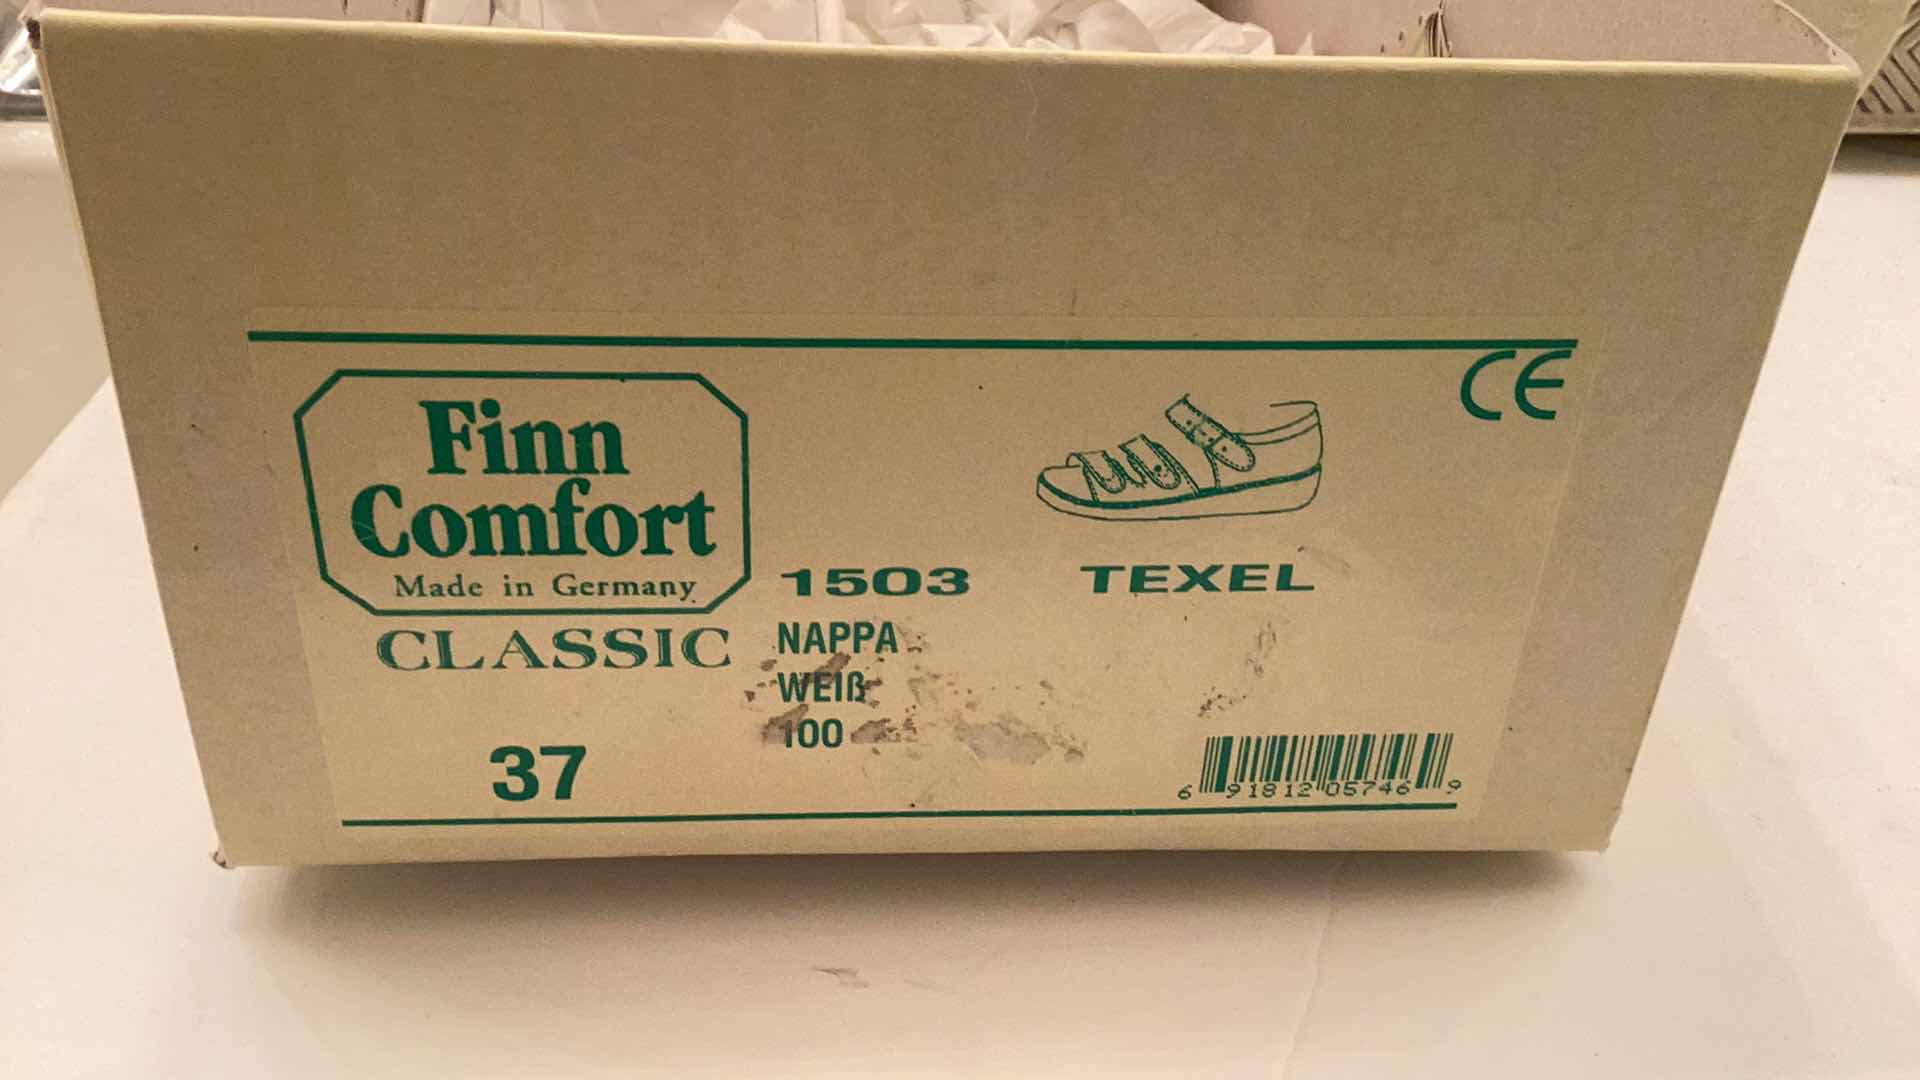 Finn
Comfort
Made in Germany
CLASSIC
37
1503
NAPPA
WEIß
100
CE
TEXEL
6 91812 05746 9